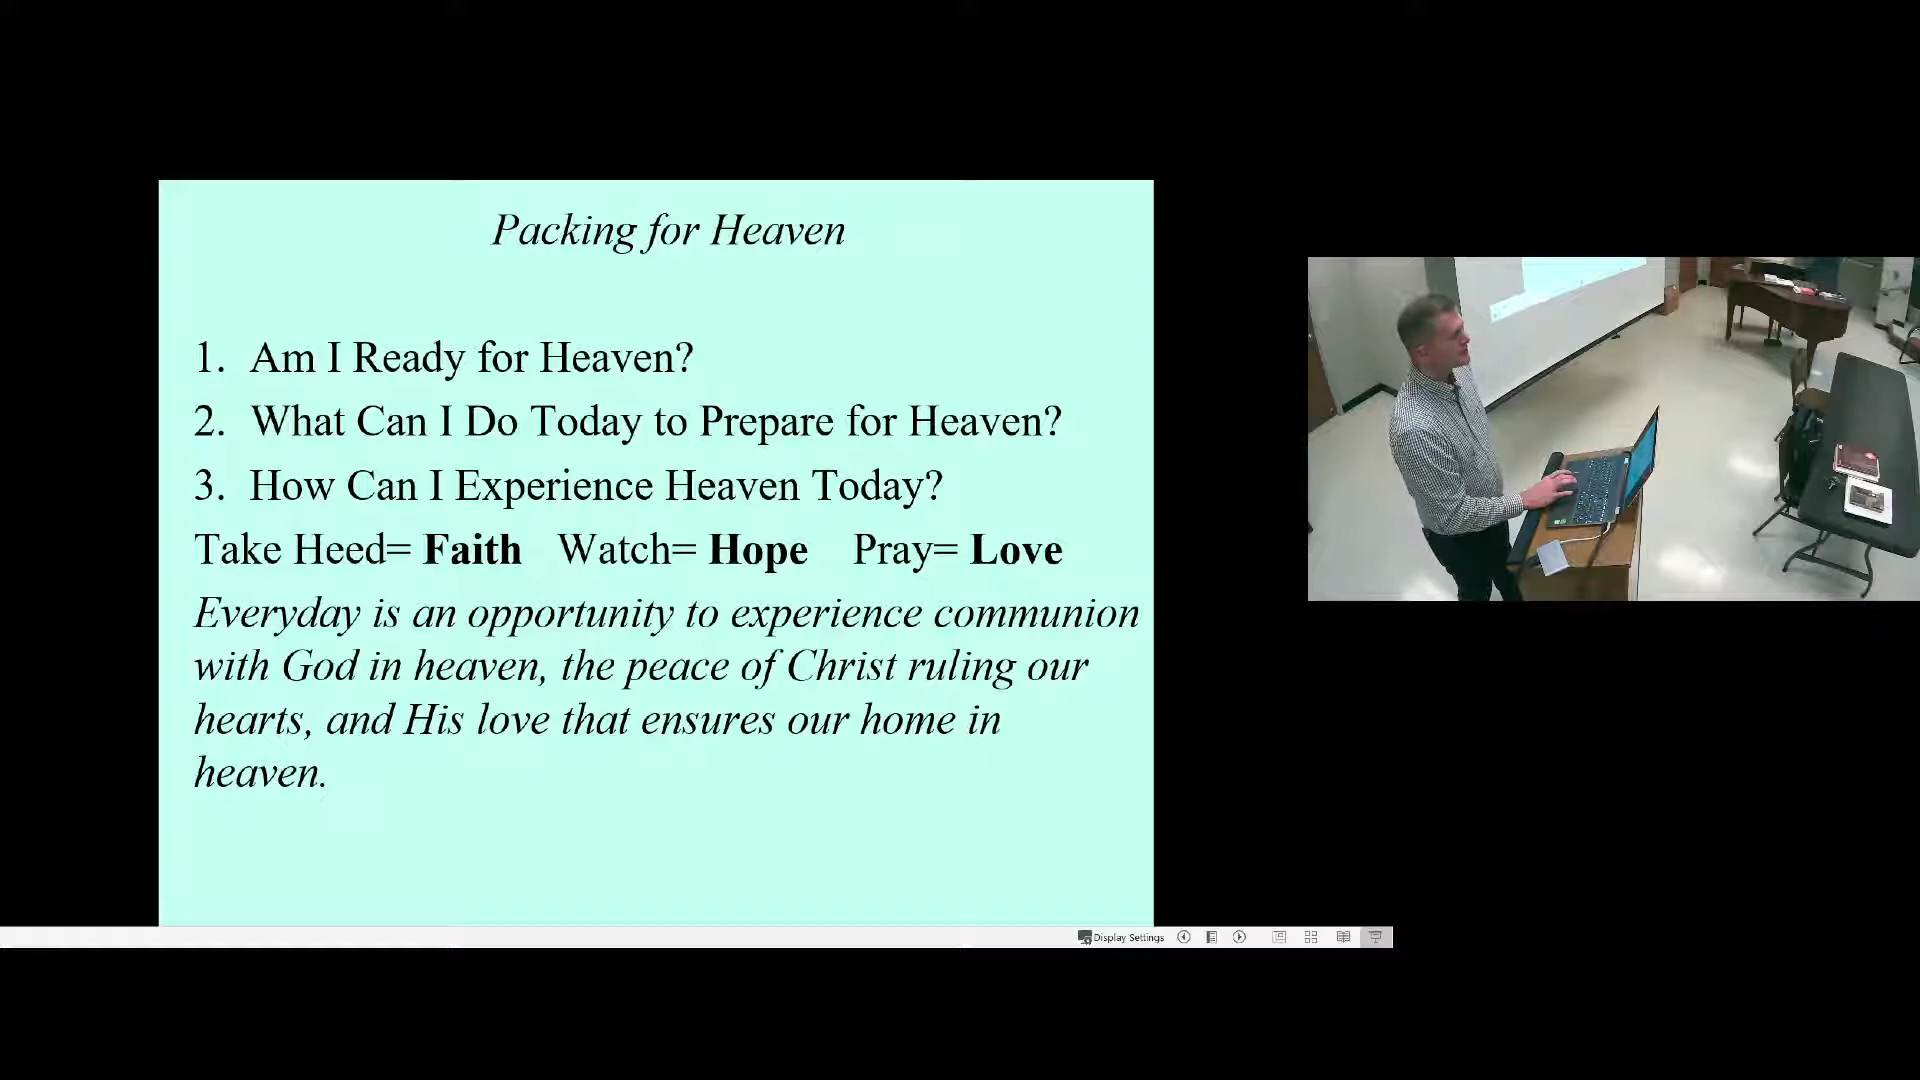 Packing for Heaven
1. Am I Ready for Heaven?
2. What Can I Do Today to Prepare for Heaven?
3. How Can I Experience Heaven Today?
Take Heed= Faith Watch= Hope Pray= Love
Everyday is an opportunity to experience communion
with God in heaven, the peace of Christ ruling our
hearts, and His love that ensures our home in
heaven.
Display Settings